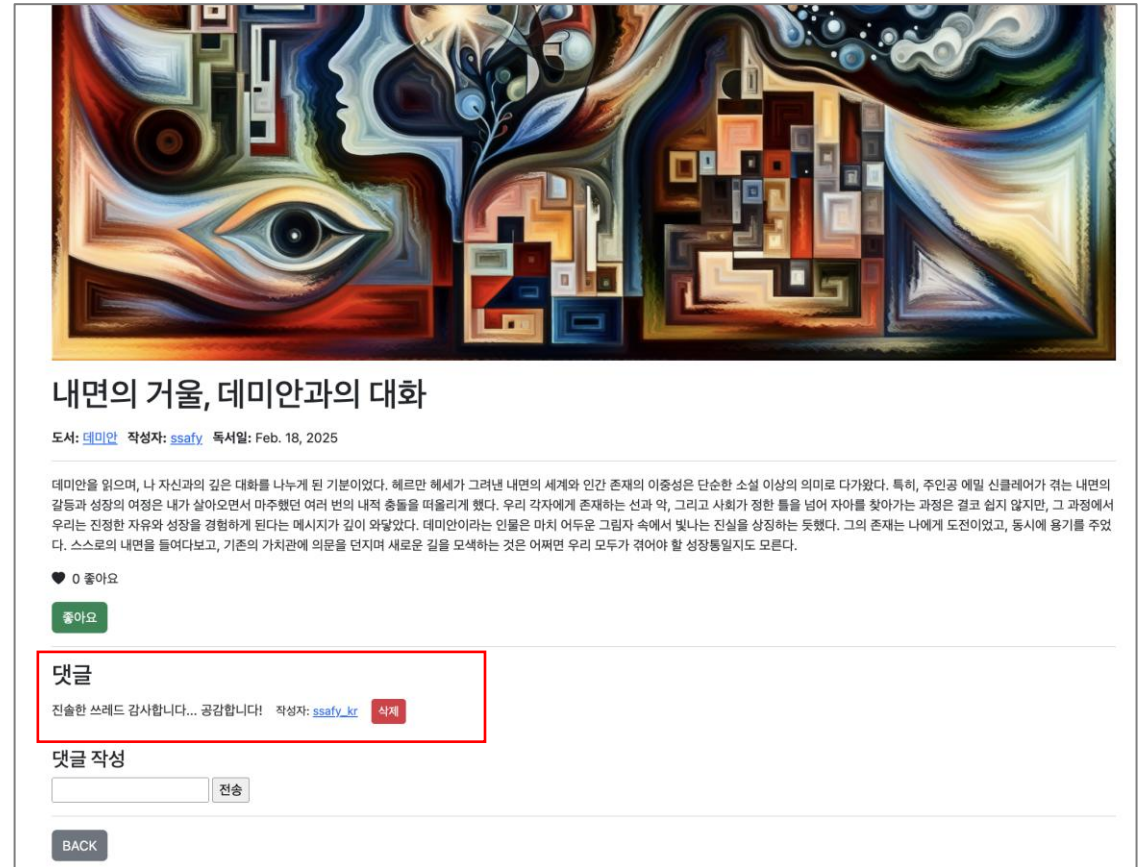 내면의 거울, 데미안과의 대화
도서: 데미안 작성자: ssafy 독서일: Feb. 18, 2025
데미안을 읽으며, 나 자신과의 깊은 대화를 나누게 된 기분이었다. 헤르만 헤세가 그려낸 내면의 세계와 인간 존재의 이중성은 단순한 소설 이상의 의미로 다가왔다. 특히, 주인공 에밀 신클레어가 겪는 내면의
갈등과 성장의 여정은 내가 살아오면서 마주했던 여러 번의 내적 충돌을 떠올리게 했다. 우리 각자에게 존재하는 선과 악, 그리고 사회가 정한 틀을 넘어 자아를 찾아가는 과정은 결코 쉽지 않지만, 그 과정에서
우리는 진정한 자유와 성장을 경험하게 된다는 메시지가 깊이 와닿았다. 데미안이라는 인물은 마치 어두운 그림자 속에서 빛나는 진실을 상징하는 듯했다. 그의 존재는 나에게 도전이었고, 동시에 용기를 주었
다. 스스로의 내면을 들여다보고, 기존의 가치관에 의문을 던지며 새로운 길을 모색하는 것은 어쩌면 우리 모두가 겪어야 할 성장통일지도 모른다.
0 좋아요
좋아요
댓글
진솔한 쓰레드 감사합니다... 공감합니다! 작성자: ssafy_kr 삭제
댓글 작성
전송
BACK